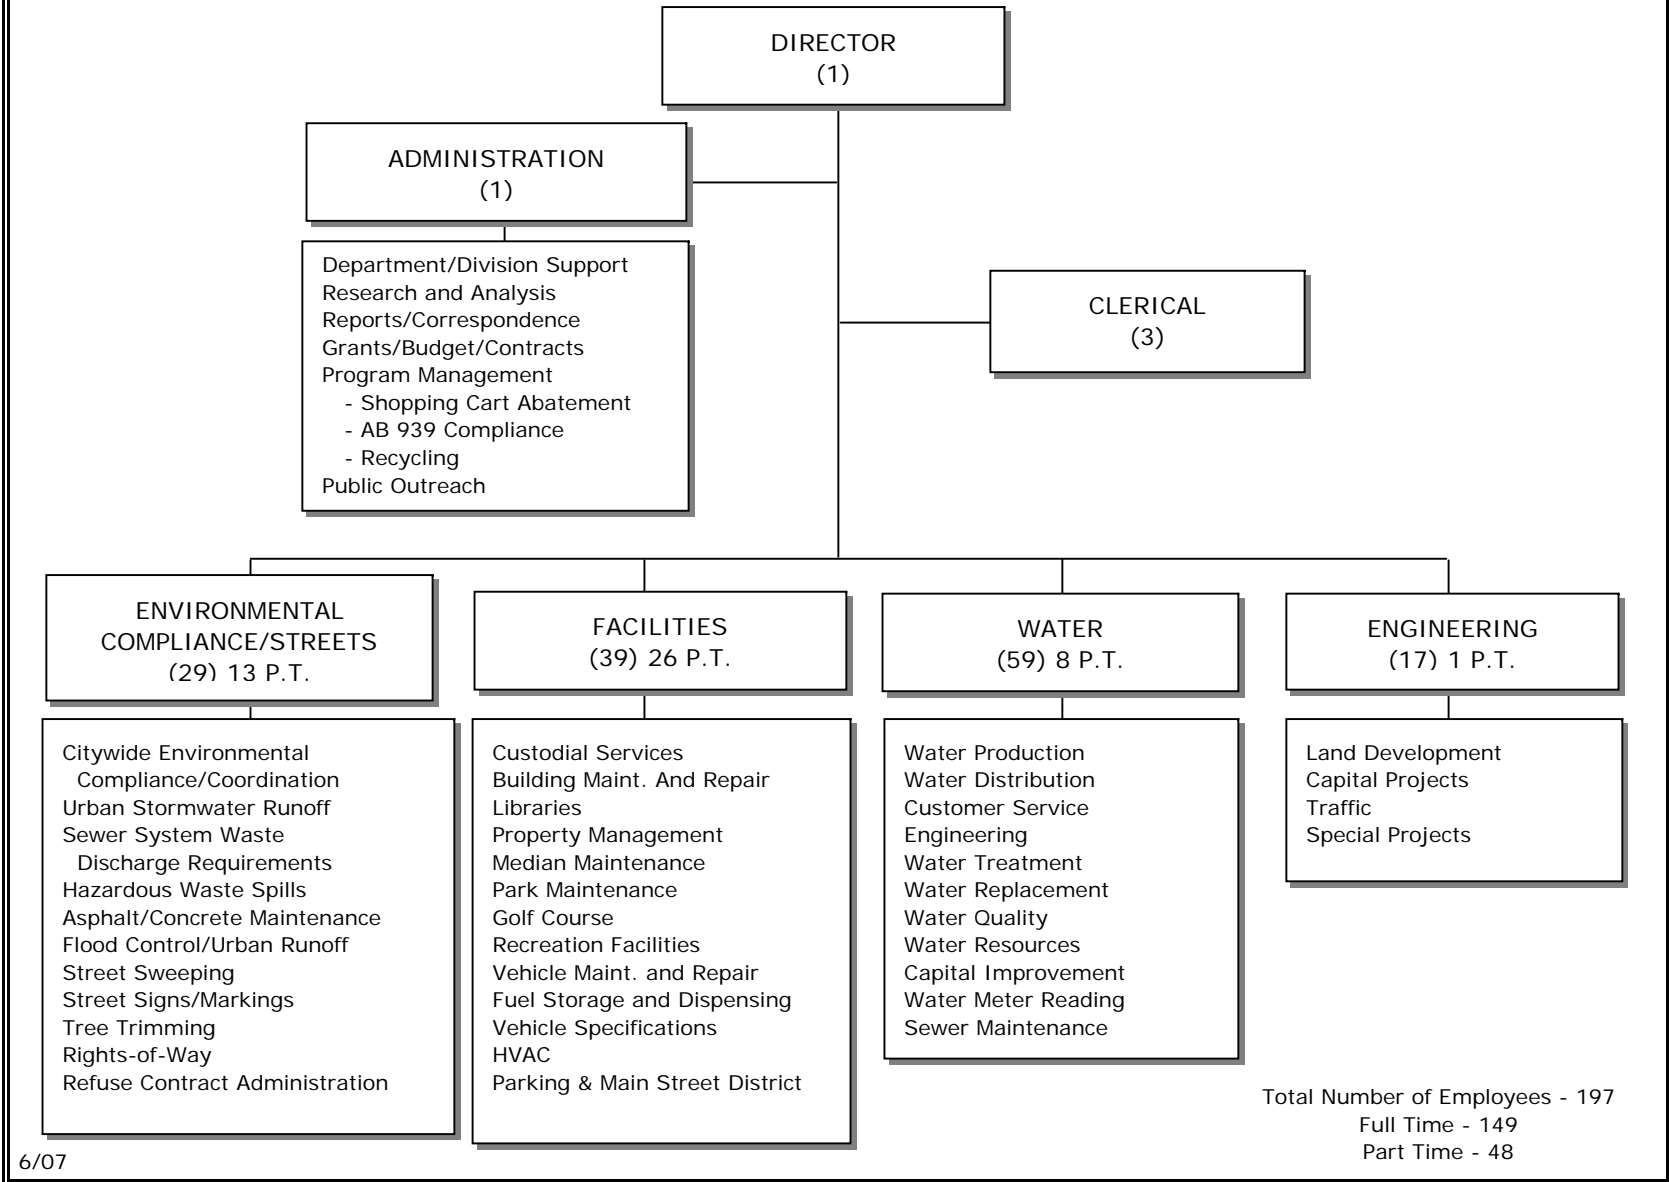 DIRECTOR
(1)
ADMINISTRATION
(1)
Department/Division Support
Research and Analysis
Reports/Correspondence
Grants/Budget/Contracts
Program Management
- Shopping Cart Abatement
- AB 939 Compliance
- Recycling
Public Outreach
CLERICAL
(3)
ENVIRONMENTAL
COMPLIANCE/STREETS
(29) 13 P.T.
Citywide Environmental
Compliance/Coordination
Urban Stormwater Runoff
Sewer System Waste
Discharge Requirements
Hazardous Waste Spills
Asphalt/Concrete Maintenance
Flood Control/Urban Runoff
Street Sweeping
Street Signs/Markings
Tree Trimming
Rights-of-Way
Refuse Contract Administration
FACILITIES
(39) 26 P.T.
Custodial Services
Building Maint. And Repair
Libraries
Property Management
Median Maintenance
Park Maintenance
Golf Course
Recreation Facilities
Vehicle Maint. and Repair
Fuel Storage and Dispensing
Vehicle Specifications
HVAC
Parking & Main Street District
WATER
(59) 8 P.T.
Water Production
Water Distribution
Customer Service
Engineering
Water Treatment
Water Replacement
Water Quality
Water Resources
Capital Improvement
Water Meter Reading
Sewer Maintenance
ENGINEERING
(17) 1 P.T.
Land Development
Capital Projects
Traffic
Special Projects
Total Number of Employees - 197
Full Time - 149
Part Time - 48
6/07